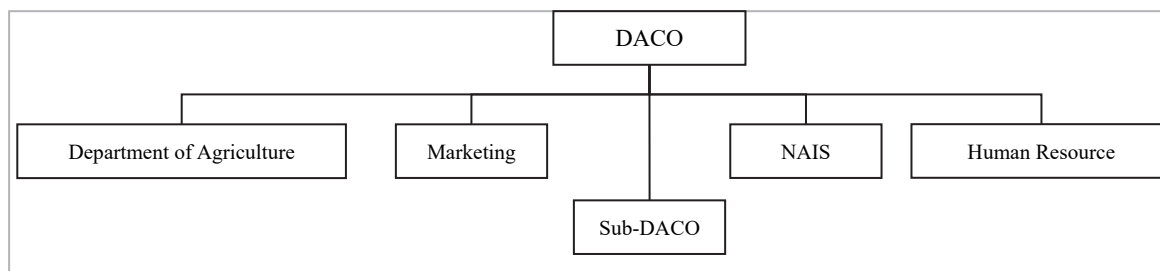 DACO
Department of Agriculture
Marketing
NAIS
Human Resource
Sub-DACO